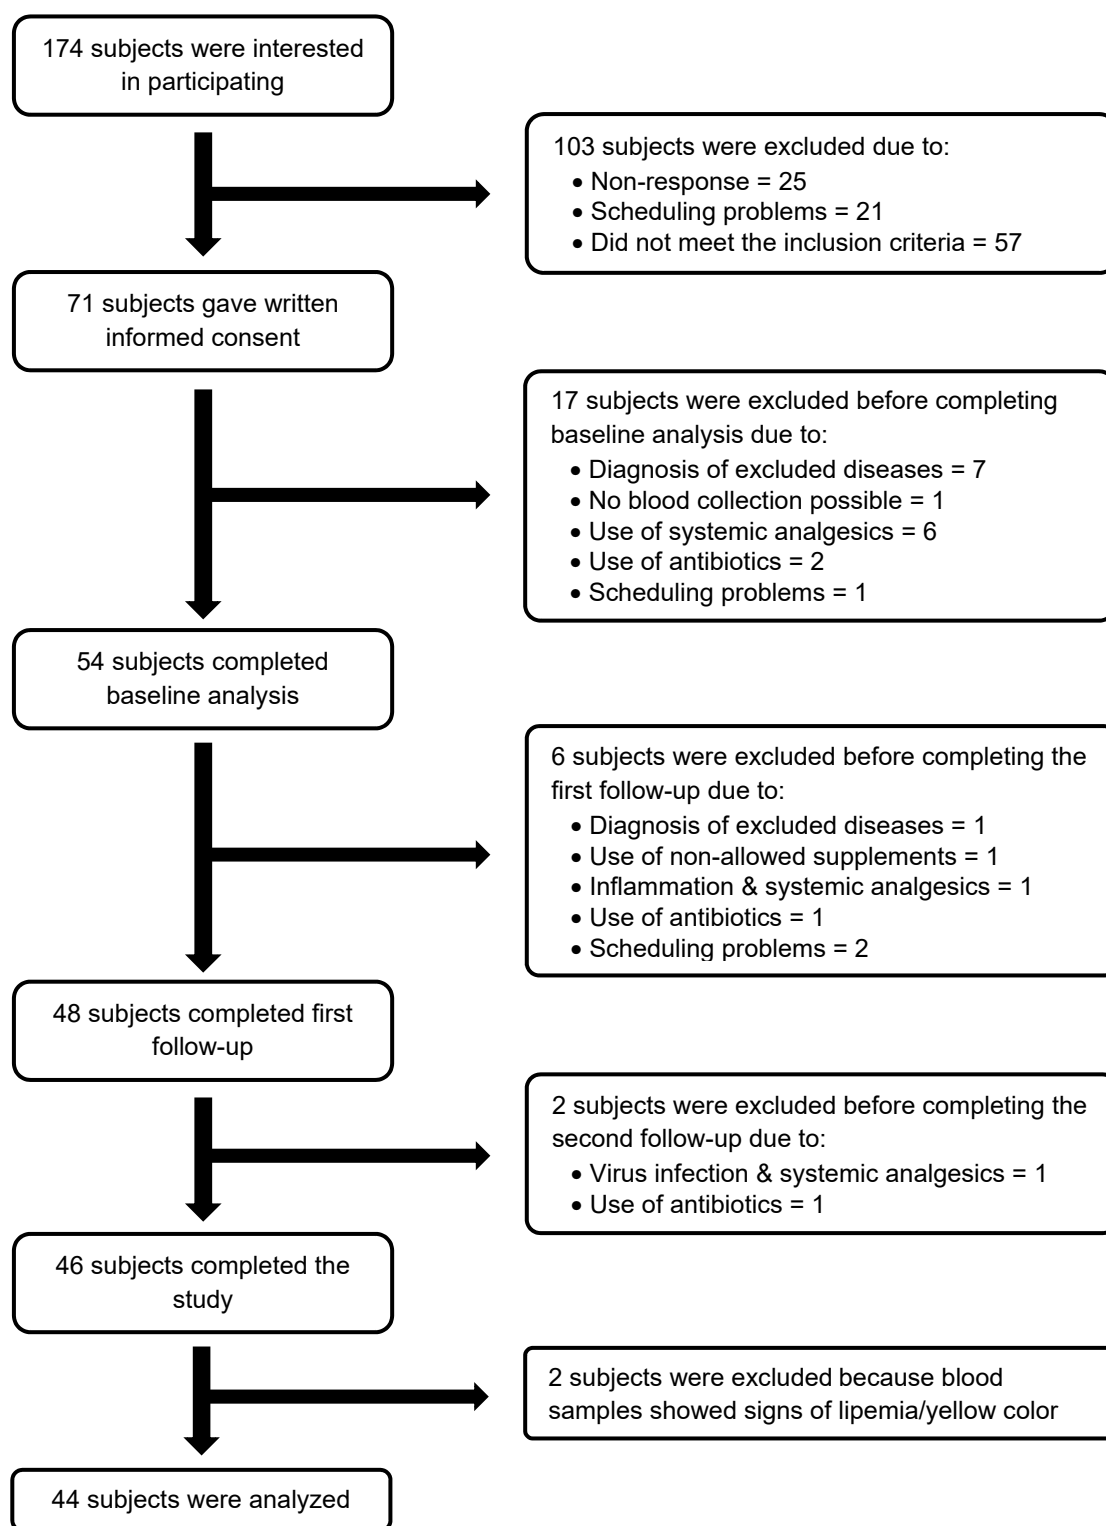 174 subjects were interested
in participating
103 subjects were excluded due to:
• Non-response = 25
• Scheduling problems = 21
• Did not meet the inclusion criteria = 57
71 subjects gave written
informed consent
17 subjects were excluded before completing
baseline analysis due to:
• Diagnosis of excluded diseases = 7
• No blood collection possible = 1
• Use of systemic analgesics = 6
• Use of antibiotics = 2
• Scheduling problems = 1
54 subjects completed
baseline analysis
6 subjects were excluded before completing the
first follow-up due to:
• Diagnosis of excluded diseases = 1
• Use of non-allowed supplements = 1
• Inflammation & systemic analgesics = 1
• Use of antibiotics = 1
• Scheduling problems = 2
48 subjects completed first
follow-up
2 subjects were excluded before completing the
second follow-up due to:
• Virus infection & systemic analgesics = 1
• Use of antibiotics = 1
46 subjects completed the
study
2 subjects were excluded because blood
samples showed signs of lipemia/yellow color
44 subjects were analyzed